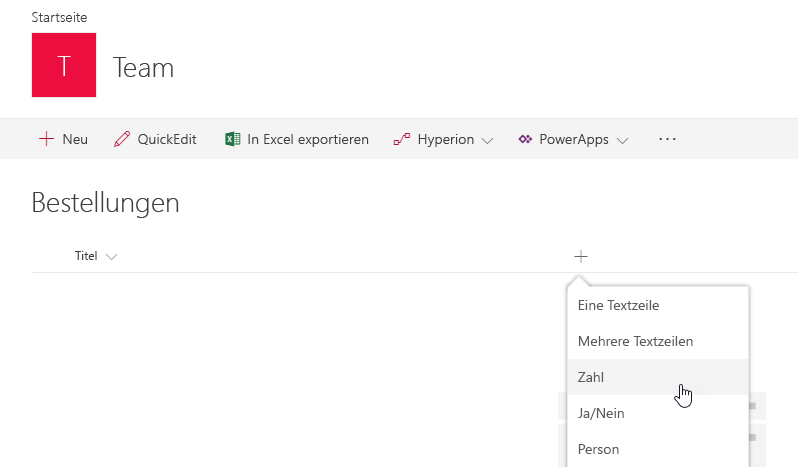 Startseite
T
Team
Neu QuickEdit In Excel exportieren Hyperion PowerApps ...
Bestellungen
Titel
Eine Textzeile
Mehrere Textzeilen
Zahl
Ja/Nein
Person